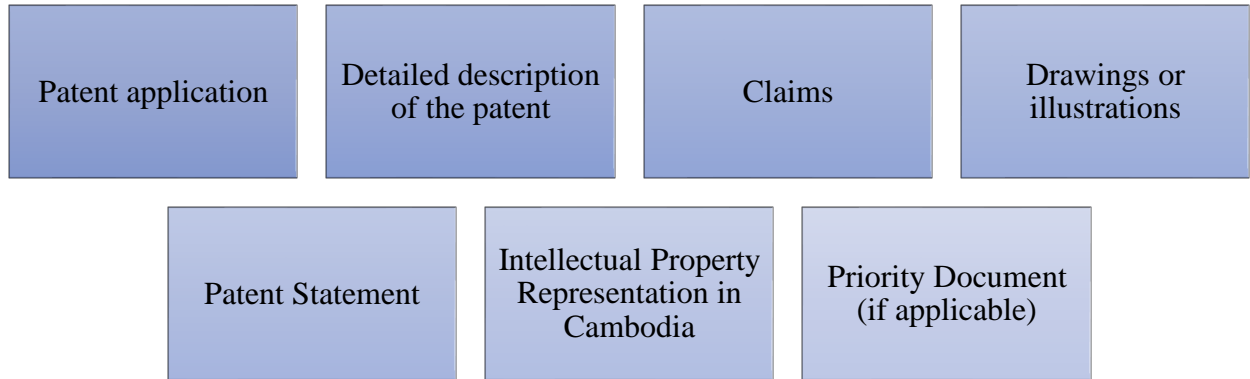 Patent application
Detailed description
of the patent
Claims
Drawings or
illustrations
Patent Statement
Intellectual Property
Representation in
Cambodia
Priority Document
(if applicable)